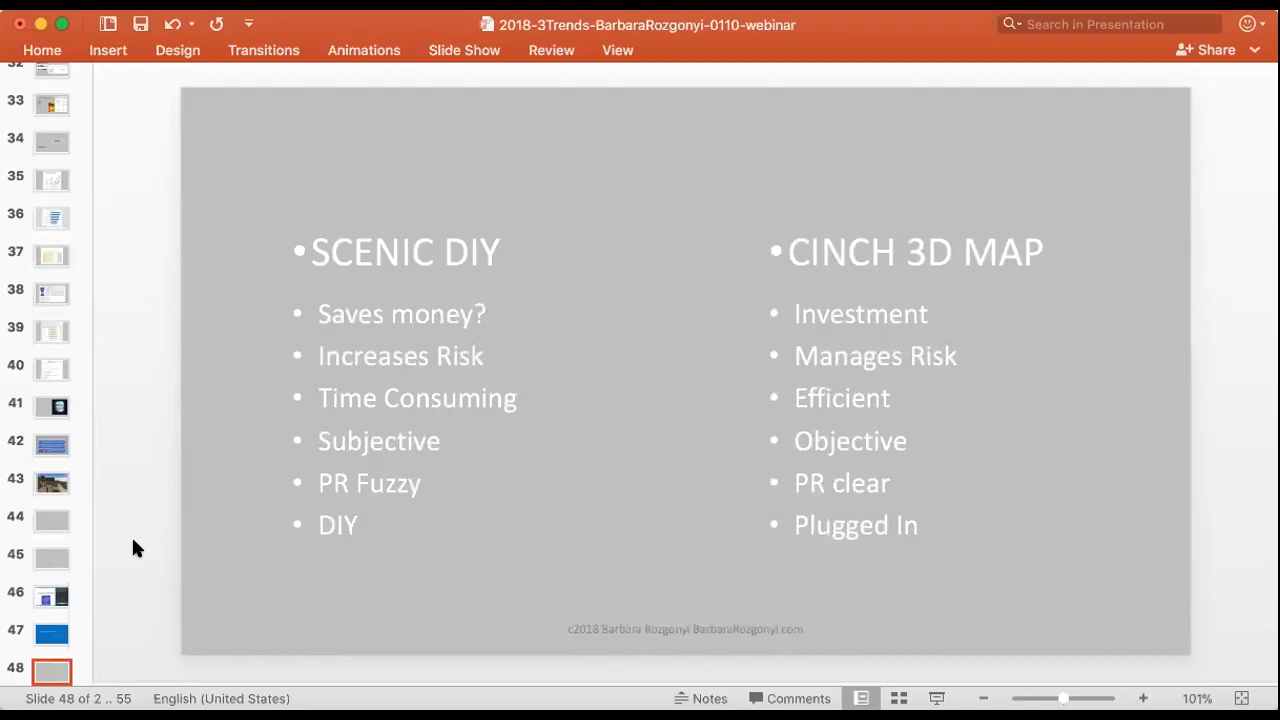 2018-3Trends-BarbaraRozgonyi-0110-webinar
Search in Presentation
Home Insert Design Transitions Animations Slide Show Review View
Share
32
33
34
35
36
37
38
39
40
41
42
43
44
45
46
47
48
•SCENIC DIY
• Saves money?
• Increases Risk
• Time Consuming
• Subjective
• PR Fuzzy
• DIY
•CINCH 3D MAP
• Investment
• Manages Risk
• Efficient
• Objective
• PR clear
• Plugged In
c2018 Barbara Rozgonyi BarbaraRozgonyi.com
Slide 48 of 2 .. 55 English (United States) Notes Comments 101%